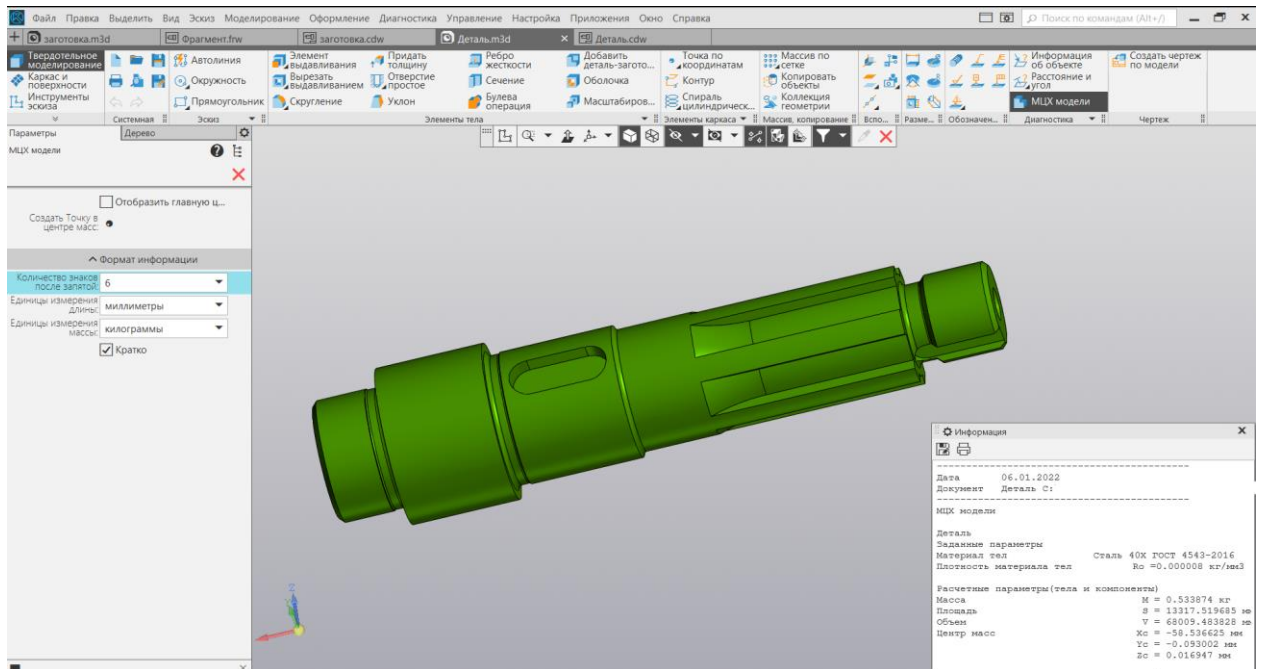 Файл Правка Выделить Вид Эскиз Моделирование Оформление Диагностика Управление Настройка Приложения Окно Справка
Поиск по командам (Alt+/)
заготовка.m3d Фрагмент.frw заготовка.cdw Деталь.m3d Деталь.cdw
Твердотельное моделирование
Каркас и поверхности
Инструменты эскиза
Системная
Автолиния
Окружность
Прямоугольник
Эскиз
Элемент выдавливания
Вырезать выдавливанием
Скругление
Придать толщину
Отверстие простое
Уклон
Ребро жесткости
Сечение
Булева операция
Добавить деталь-загото...
Оболочка
Масштабиров...
Элементы тела
Точка по координатам
Контур
Спираль цилиндрическ...
Элементы каркаса
Массив по сетке
Копировать объекты
Коллекция геометрии
Массив, копирование
Вспо...
Разме...
Обозначен...
Информация об объекте
Расстояние и угол
МЦХ модели
Диагностика
Создать чертеж по модели
Чертеж
Параметры Дерево
МЦХ модели
Отобразить главную ц...
Создать Точку в
центре масс:
Формат информации
Количество знаков
после запятой: 6
Единицы измерения
длины: миллиметры
Единицы измерения
массы: килограммы
Кратко
Z
Информация
Дата 06.01.2022
Документ Деталь C:
МЦХ модели
Деталь
Заданные параметры
Материал тел Сталь 40Х ГОСТ 4543-2016
Плотность материала тел Ro =0.000008 кг/мм3
Расчетные параметры(тела и компоненты)
Масса M = 0.533874 кг
Площадь S = 13317.519685
Объем V = 68009.483828
Центр масс Xc = -58.536625 мм
Yc = -0.093002 мм
Zc = 0.016947 мм